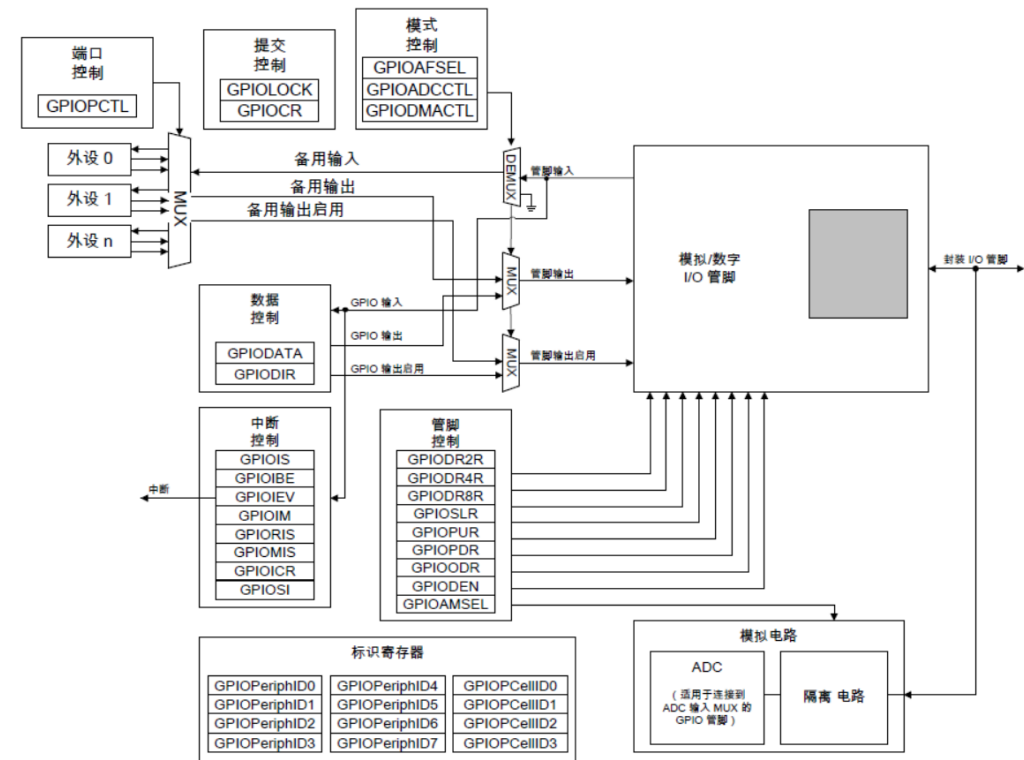 端口
控制
GPIOPCTL
提交
控制
GPIOLOCK
GPIOCR
模式
控制
GPIOAFSEL
GPIOADCCTL
GPIODMACTL
外设 0
外设 1
外设 n
MUX
备用输入
备用输出
备用输出启用
DEMUX
管脚输入
MUX
管脚输出
MUX
管脚输出启用
模拟/数字
I/O 管脚
封装 I/O 管脚
数据
控制
GPIODATA
GPIODIR
GPIO 输入
GPIO 输出
GPIO 输出启用
中断
控制
GPIOIS
GPIOIBE
GPIOIEV
GPIOIM
GPIORIS
GPIOMIS
GPIOICR
GPIOSI
中断
管脚
控制
GPIODR2R
GPIODR4R
GPIODR8R
GPIOSLR
GPIOPUR
GPIOPDR
GPIOODR
GPIODEN
GPIOAMSEL
模拟电路
ADC
（适用于连接到
ADC 输入 MUX 的
GPIO 管脚）
隔离 电路
标识寄存器
GPIOPeriphID0
GPIOPeriphID1
GPIOPeriphID2
GPIOPeriphID3
GPIOPeriphID4
GPIOPeriphID5
GPIOPeriphID6
GPIOPeriphID7
GPIOPCellID0
GPIOPCellID1
GPIOPCellID2
GPIOPCellID3